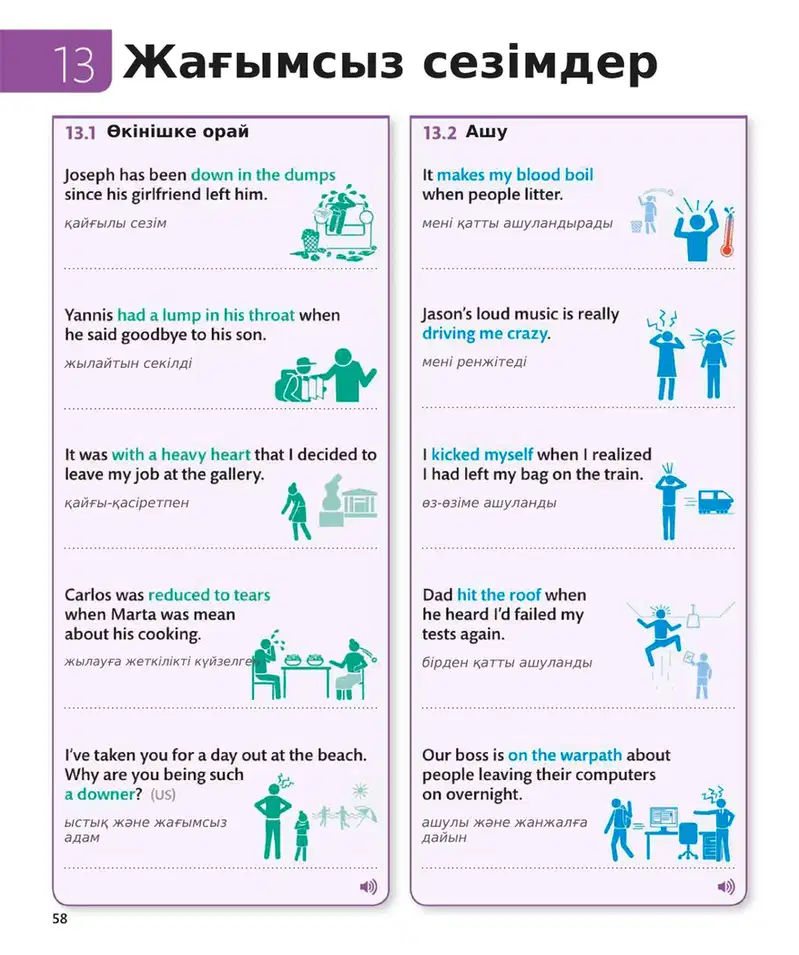 13 Жағымсыз сезімдер
13.1 Өкінішке орай
Joseph has been down in the dumps
since his girlfriend left him.
қайғылы сезім
Yannis had a lump in his throat when
he said goodbye to his son.
жылайтын секілді
It was with a heavy heart that I decided to
leave my job at the gallery.
қайғы-қасіретпен
Carlos was reduced to tears
when Marta was mean
about his cooking.
жылауға жеткілікті күйзелген
I've taken you for a day out at the beach.
Why are you being such
a downer? (US)
ыстық және жағымсыз
адам
13.2 Ашу
It makes my blood boil
when people litter.
мені қатты ашуландырады
Jason's loud music is really
driving me crazy.
мені ренжітеді
I kicked myself when I realized
I had left my bag on the train.
өз-өзіме ашуланды
Dad hit the roof when
he heard I'd failed my
tests again.
бірден қатты ашуланды
Our boss is on the warpath about
people leaving their computers
on overnight.
ашулы және жанжалға
дайын
58